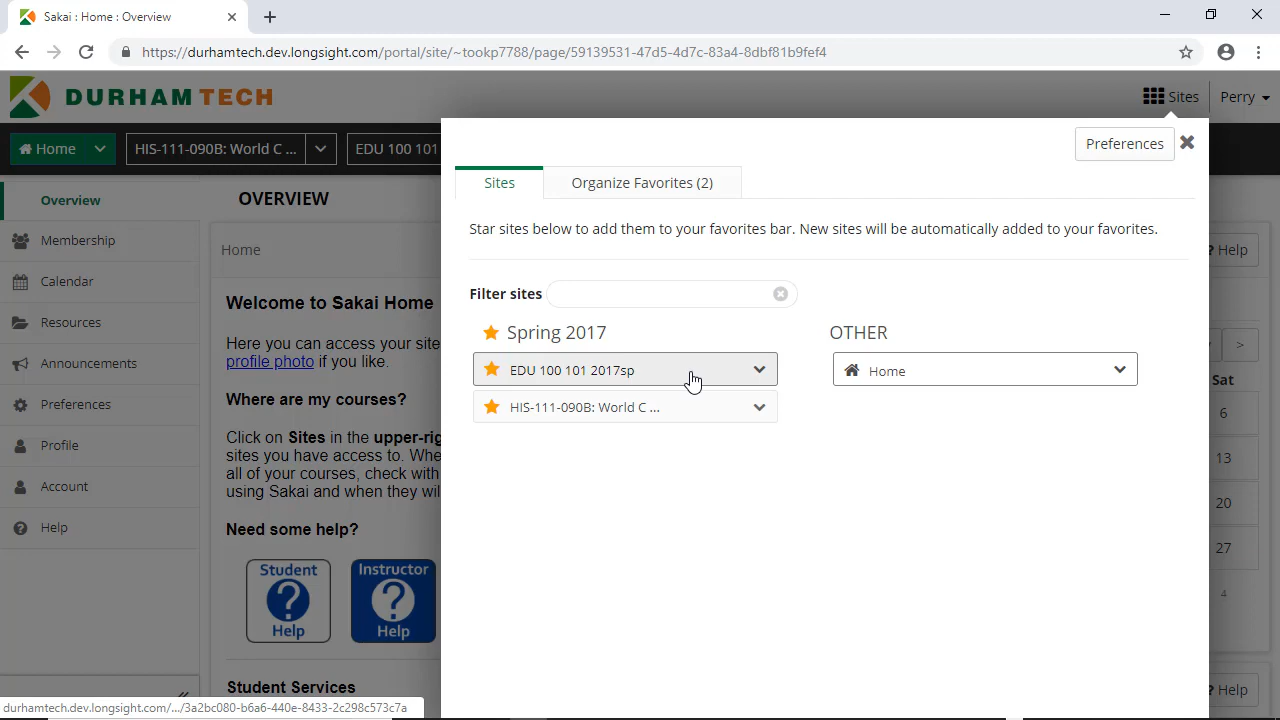 Sakai : Home : Overview
https://durhamtech.dev.longsight.com/portal/site/~tookp7788/page/59139531-47d5-4d7c-83a4-8dbf81b9fef4
DURHAM TECH
Sites
Perry
Home
HIS-111-090B: World C ...
EDU 100 101
Preferences
Overview
Membership
Calendar
Resources
Announcements
Preferences
Profile
Account
Help
OVERVIEW
Home
Help
Welcome to Sakai Home
Here you can access your site
profile photo if you like.
Where are my courses?
Click on Sites in the upper-rig
sites you have access to. Whe
all of your courses, check with
using Sakai and when they wil
Need some help?
Student
Help
Instructor
Help
Student Services
Sites
Organize Favorites (2)
Star sites below to add them to your favorites bar. New sites will be automatically added to your favorites.
Filter sites
Spring 2017
EDU 100 101 2017sp
HIS-111-090B: World C ...
OTHER
Home
>
Sat
6
13
20
27
4
Help
durhamtech.dev.longsight.com/.../3a2bc080-b6a6-440e-8433-2c298c573c7a